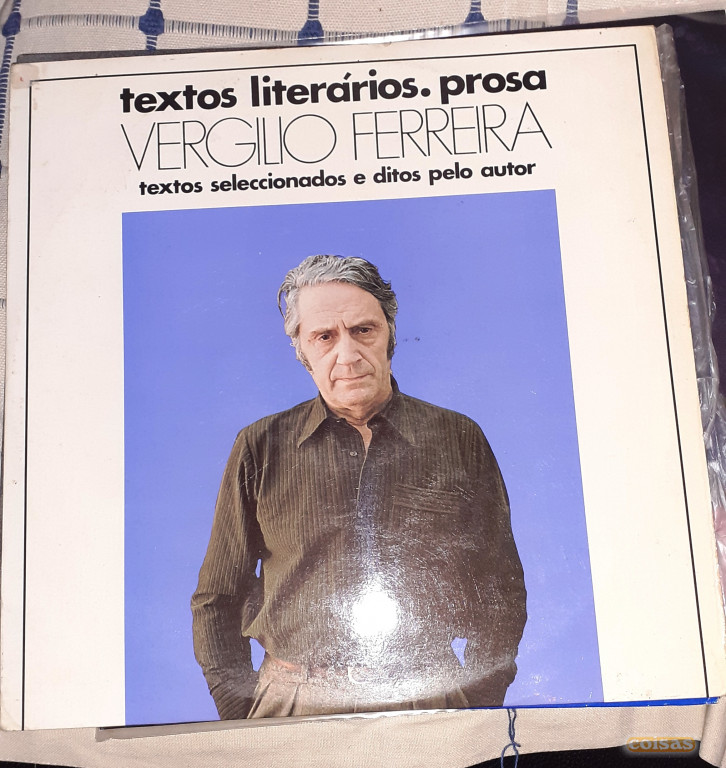 textos literários. prosa
VERGILIO FERREIRA
textos seleccionados e ditos pelo autor
coisas